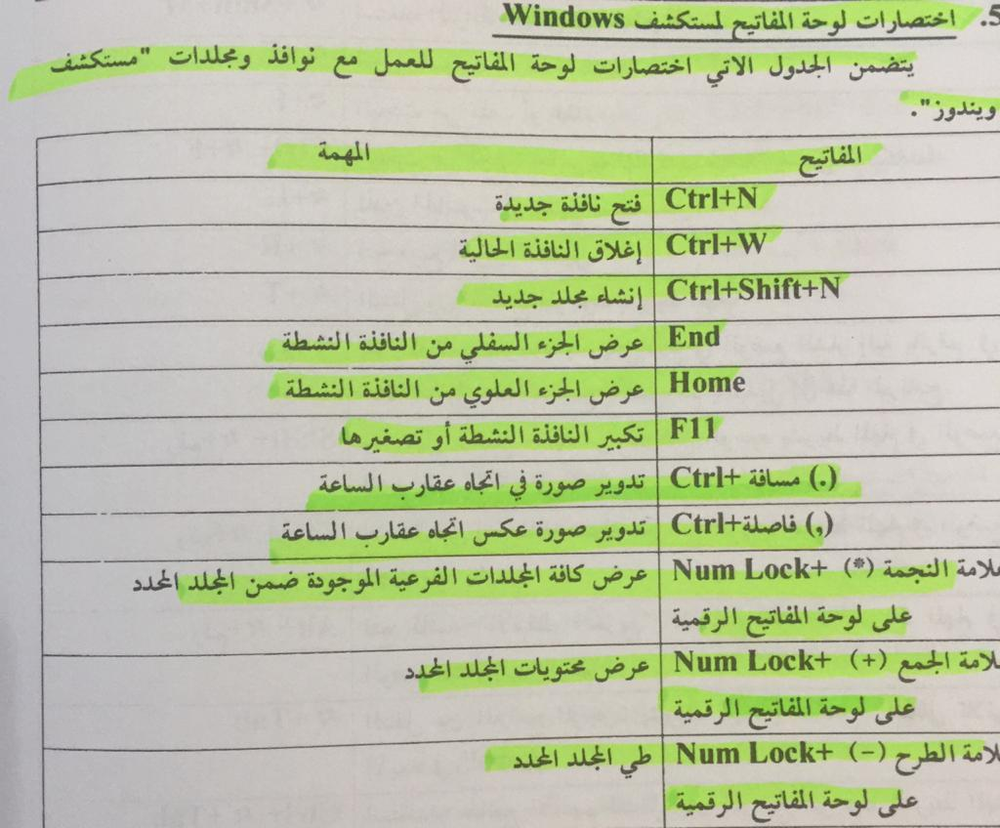 5. اختصارات لوحة المفاتيح لمستكشف Windows
يتضمن الجدول الاتي اختصارات لوحة المفاتيح للعمل مع نوافذ ومجلدات "مستكشف
ويندوز".
المفاتيح المهمة
Ctrl+N فتح نافذة جديدة
Ctrl+W إغلاق النافذة الحالية
Ctrl+Shift+N إنشاء مجلد جديد
End عرض الجزء السفلي من النافذة النشطة
Home عرض الجزء العلوي من النافذة النشطة
F11 تكبير النافذة النشطة أو تصغيرها
Ctrl+ مسافة (.) تدوير صورة في اتجاه عقارب الساعة
Ctrl+فاصلة (,) تدوير صورة عكس اتجاه عقارب الساعة
لامة النجمة (*) Num Lock+ عرض كافة المجلدات الفرعية الموجودة ضمن المجلد المحدد
على لوحة المفاتيح الرقمية
لامة الجمع (+) Num Lock+ عرض محتويات المجلد المحدد
على لوحة المفاتيح الرقمية
لامة الطرح (-) Num Lock+ طي المجلد المحدد
على لوحة المفاتيح الرقمية